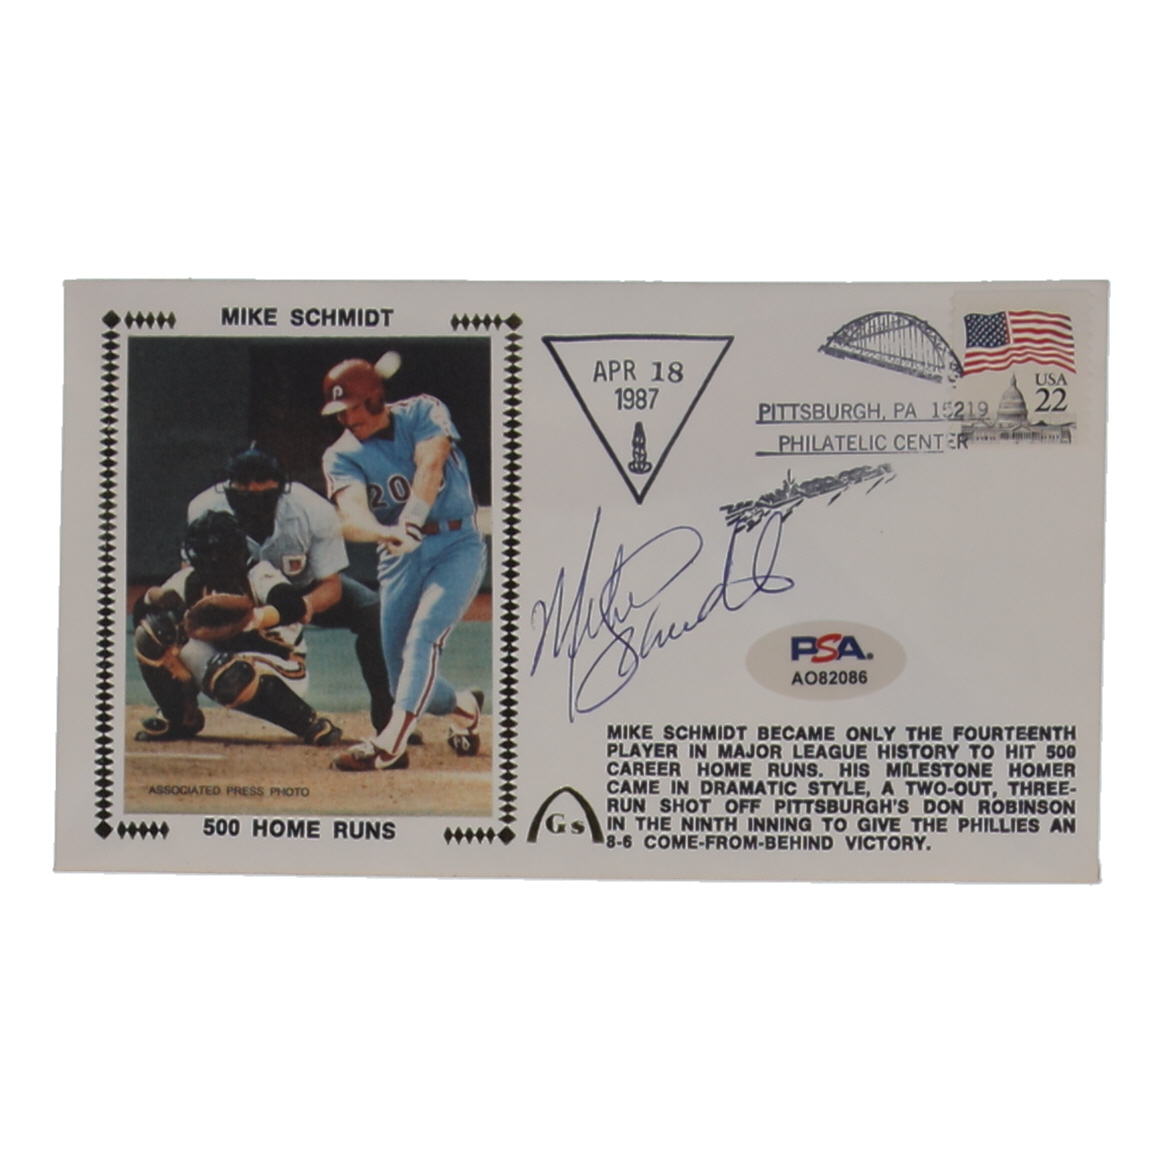 MIKE SCHMIDT
P
20
ASSOCIATED PRESS PHOTO
500 HOME RUNS
APR 18
1987
PITTSBURGH, PA 15219
PHILATELIC CENTER
USA
22
Mike
Schmidt
PSA.
AO82086
Gs
MIKE SCHMIDT BECAME ONLY THE FOURTEENTH
PLAYER IN MAJOR LEAGUE HISTORY TO HIT 500
CAREER HOME RUNS. HIS MILESTONE HOMER
CAME IN DRAMATIC STYLE, A TWO-OUT, THREE-
RUN SHOT OFF PITTSBURGH'S DON ROBINSON
IN THE NINTH INNING TO GIVE THE PHILLIES AN
8-6 COME-FROM-BEHIND VICTORY.